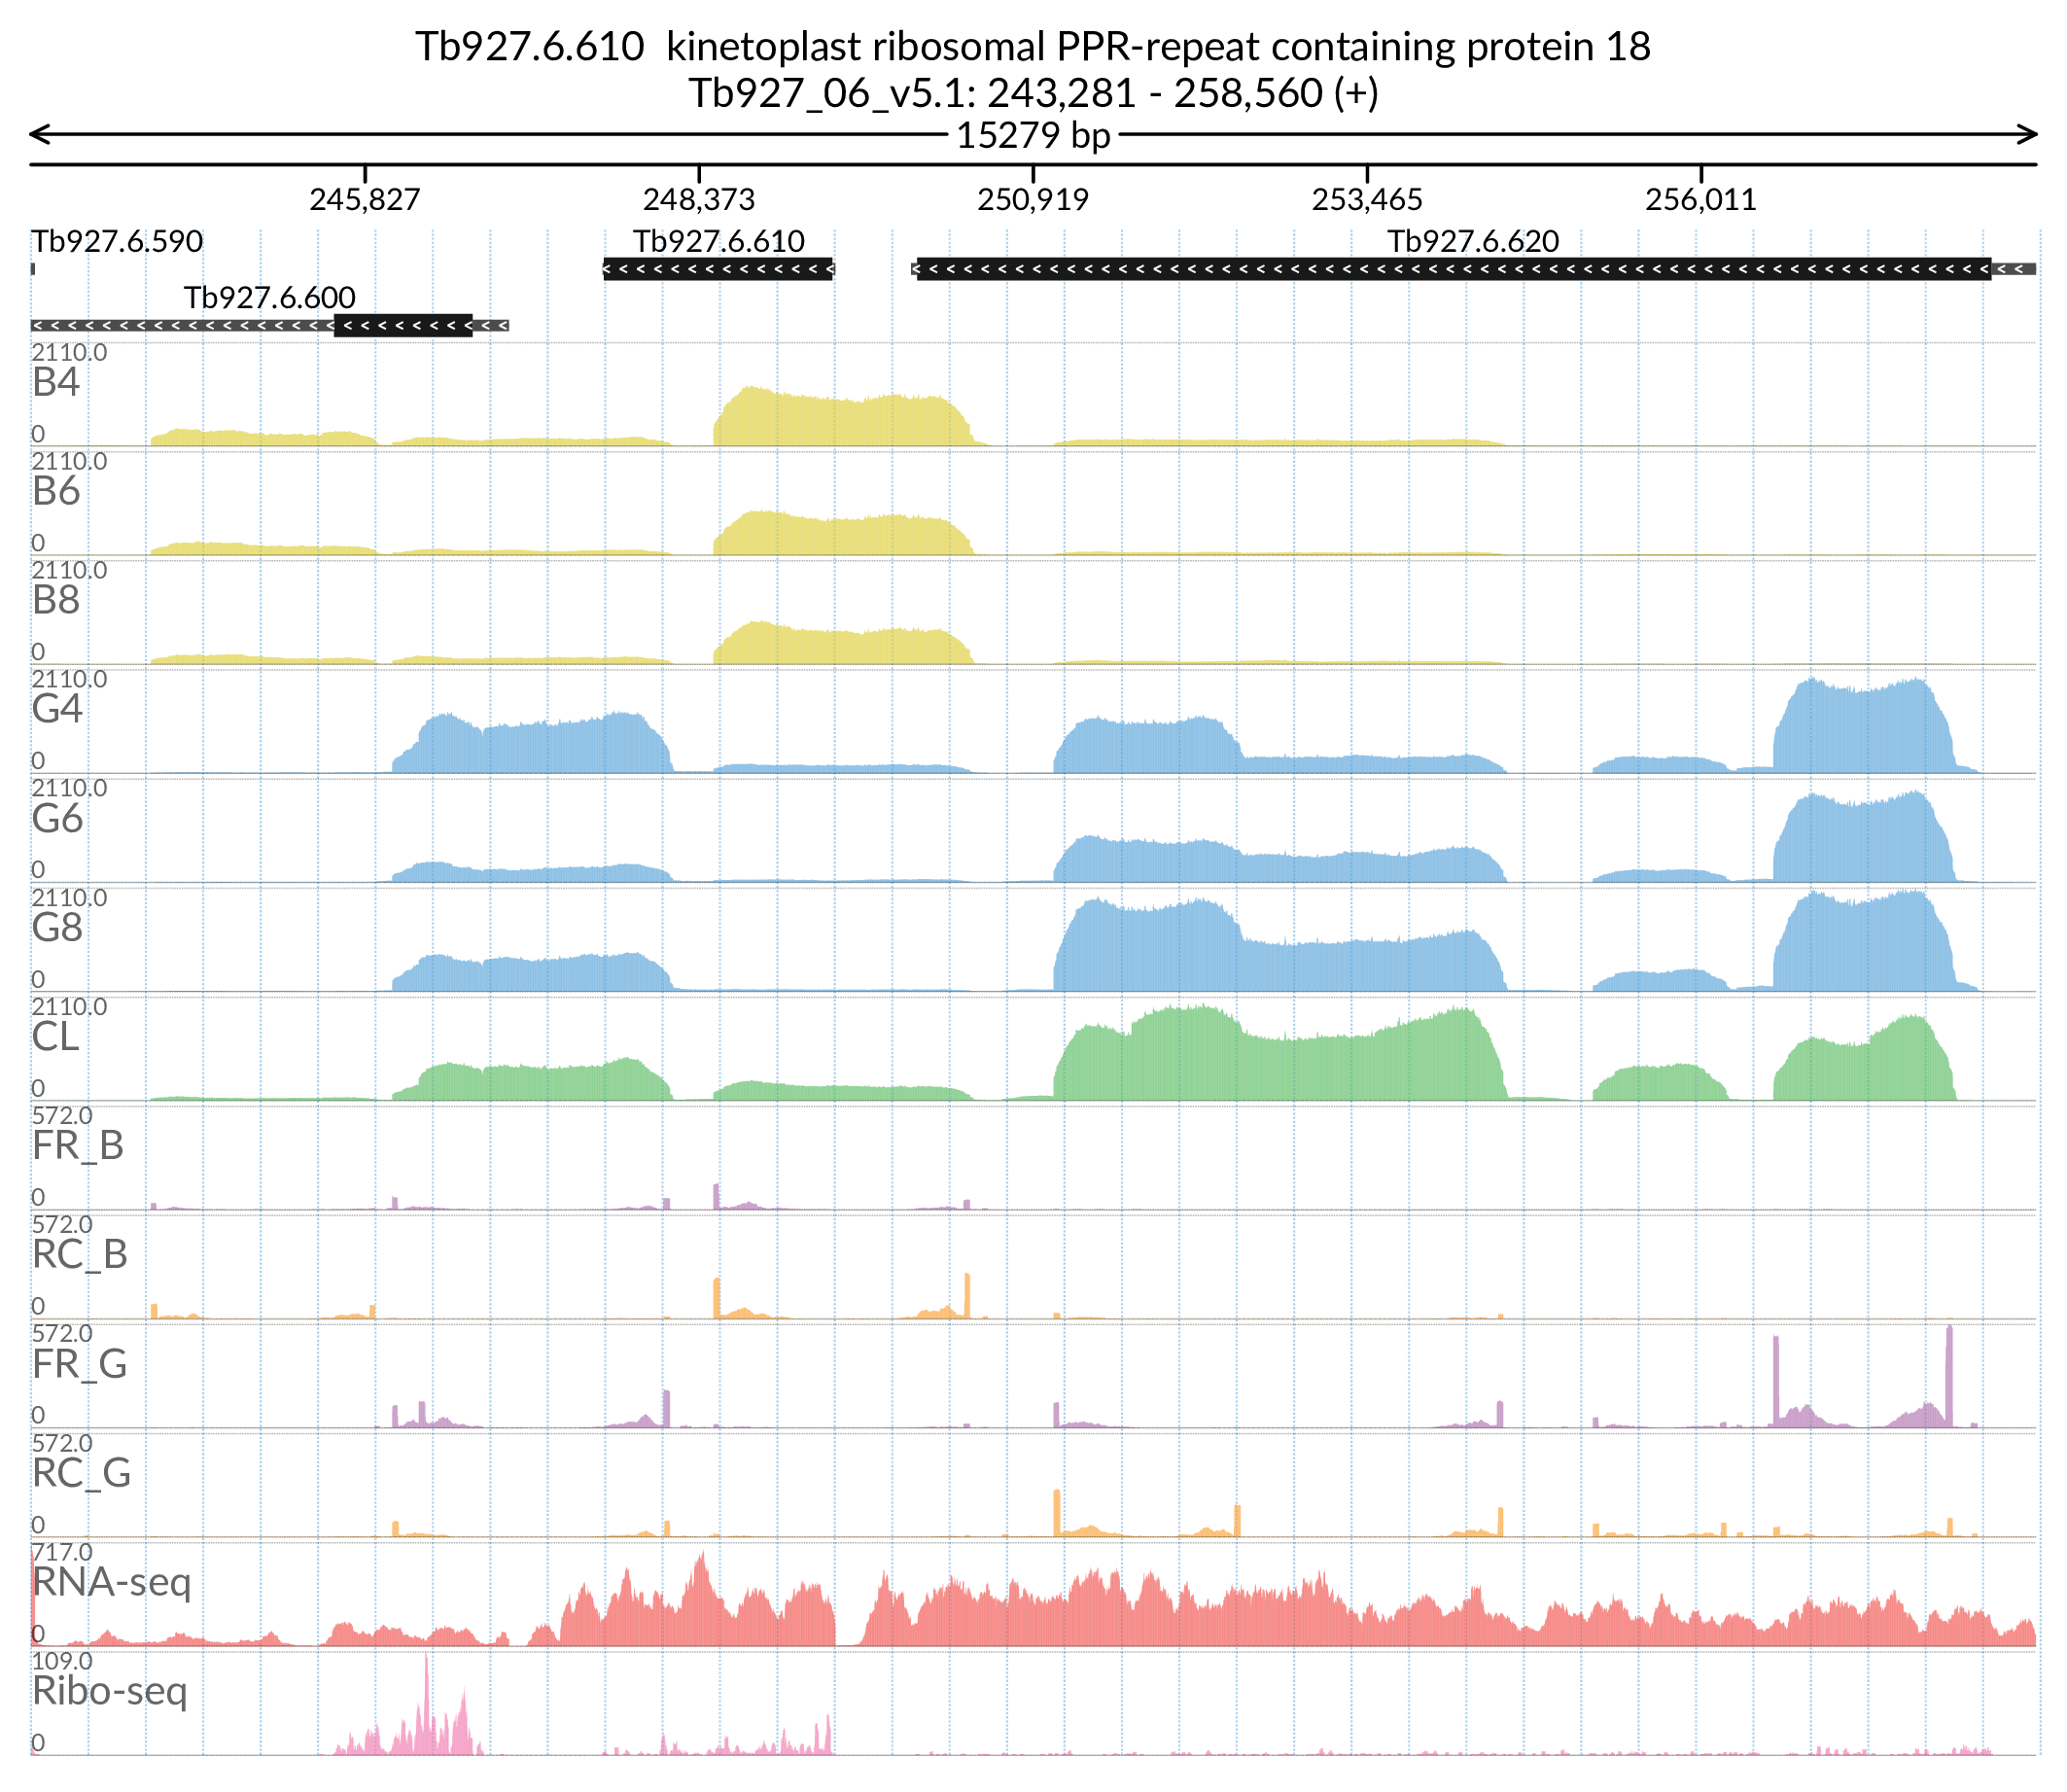 Tb927.6.610 kinetoplast ribosomal PPR-repeat containing protein 18
Tb927_06_v5.1: 243,281 - 258,560 (+)
15279 bp
245,827 248,373 250,919 253,465 256,011
Tb927.6.590 Tb927.6.610 Tb927.6.620
Tb927.6.600
2110.0
B4
0
2110.0
B6
0
2110.0
B8
0
2110.0
G4
0
2110.0
G6
0
2110.0
G8
0
2110.0
CL
0
572.0
FR_B
0
572.0
RC_B
0
572.0
FR_G
0
572.0
RC_G
0
717.0
RNA-seq
0
109.0
Ribo-seq
0